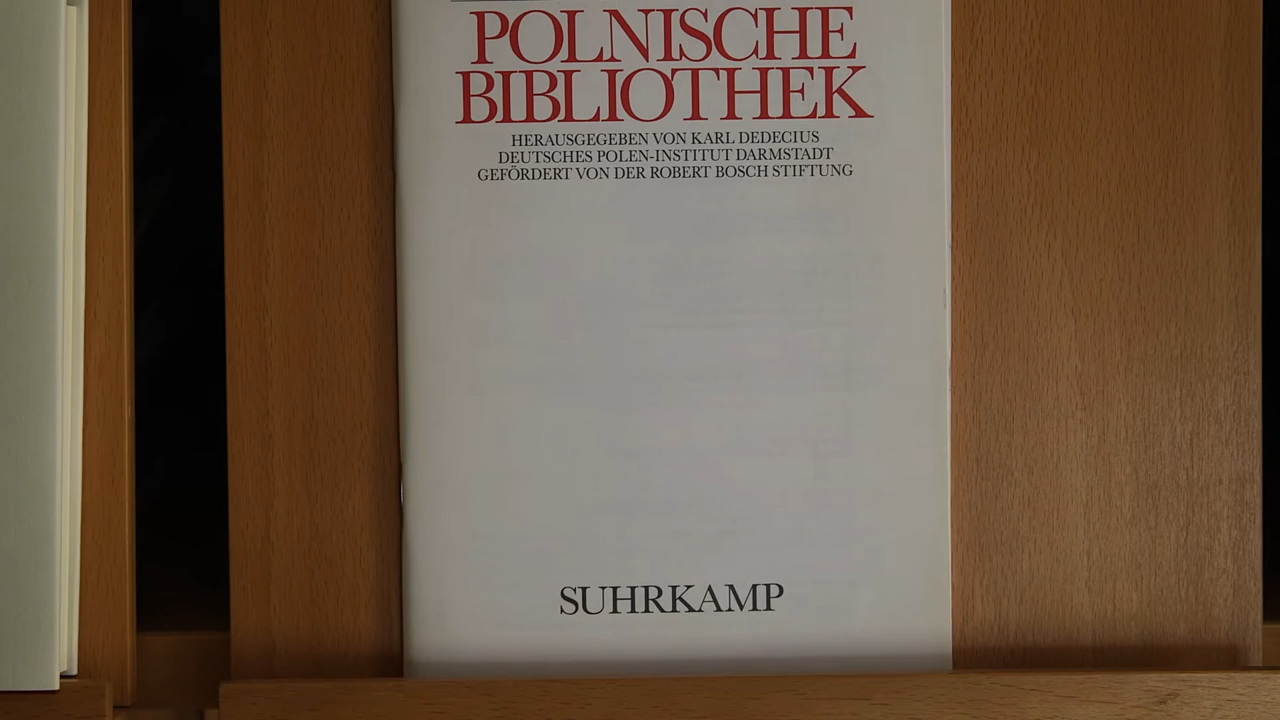 POLNISCHE
BIBLIOTHEK
HERAUSGEGEBEN VON KARL DEDECIUS
DEUTSCHES POLEN-INSTITUT DARMSTADT
GEFÖRDERT VON DER ROBERT BOSCH STIFTUNG
SUHRKAMP